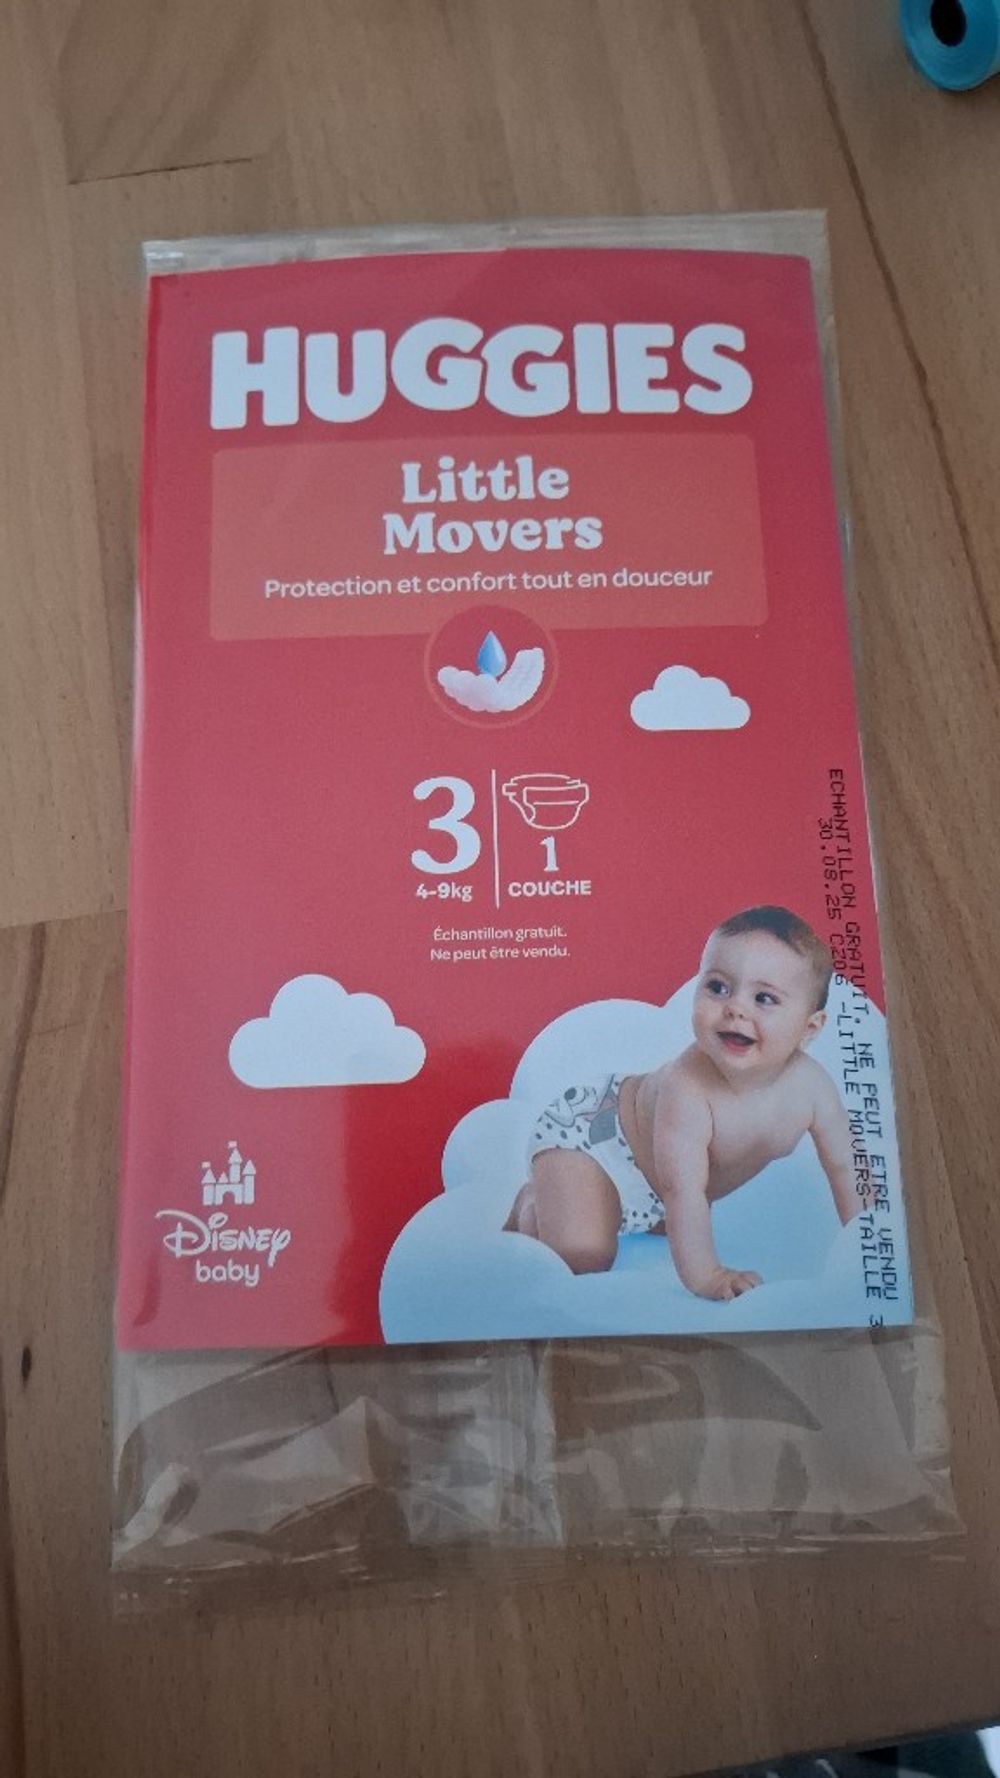 HUGGIES
Little
Movers
Protection et confort tout en douceur
3
4-9kg
1
COUCHE
Échantillon gratuit.
Ne peut être vendu.
Disney
baby
ECHANTILLON GRATUIT. NE PEUT ETRE VENDU
30.08.25 C206 -LITTLE MOVERS-TAILLE 3